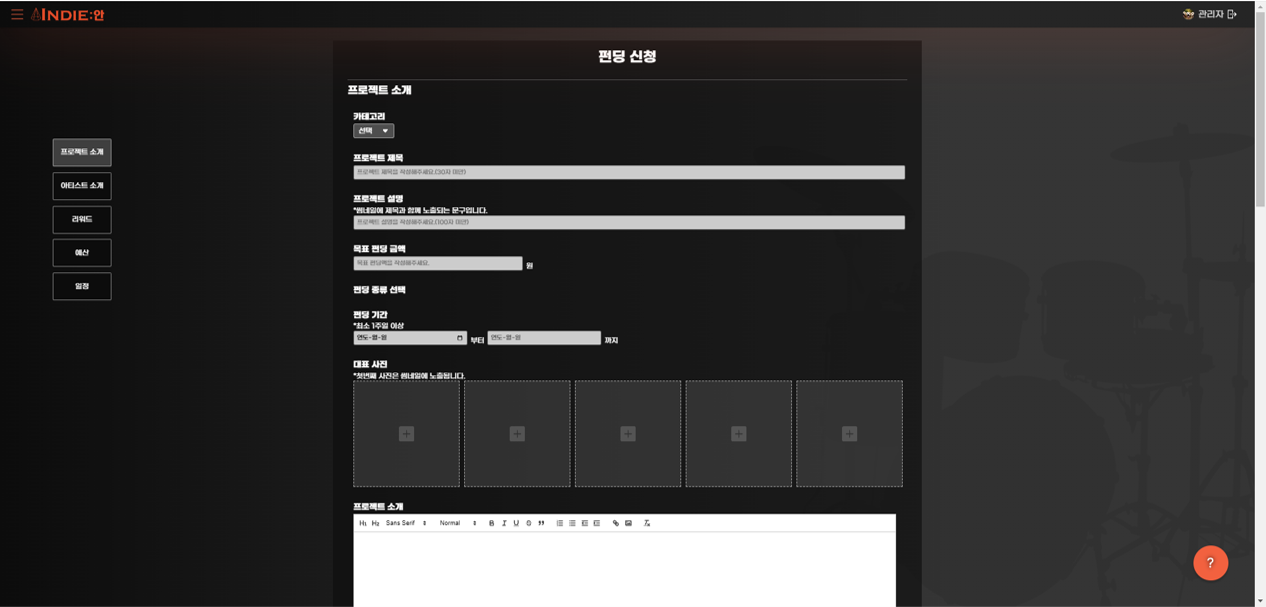 INDIE:안
관리자
펀딩 신청
프로젝트 소개
아티스트 소개
리워드
예산
일정
프로젝트 소개
카테고리
선택
프로젝트 제목
프로젝트 제목을 작성해주세요.(30자 미만)
프로젝트 설명
*썸네일에 제목과 함께 노출되는 문구입니다.
프로젝트 설명을 작성해주세요.(100자 미만)
목표 펀딩 금액
목표 펀딩액을 작성해주세요. 원
펀딩 종류 선택
펀딩 기간
*최소 1주일 이상
연도-월-일 부터 연도-월-일 까지
대표 사진
*첫번째 사진은 썸네일에 노출됩니다.
프로젝트 소개
H1 H2 Sans Serif Normal B I U S
?